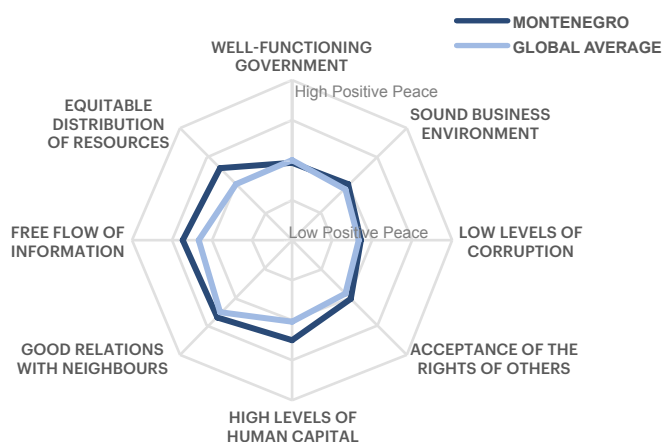 MONTENEGRO
GLOBAL AVERAGE
WELL-FUNCTIONING
GOVERNMENT
High Positive Peace
EQUITABLE
DISTRIBUTION
OF RESOURCES
SOUND BUSINESS
ENVIRONMENT
FREE FLOW OF
INFORMATION
Low Positive Peace
LOW LEVELS OF
CORRUPTION
GOOD RELATIONS
WITH NEIGHBOURS
ACCEPTANCE OF THE
RIGHTS OF OTHERS
HIGH LEVELS OF
HUMAN CAPITAL